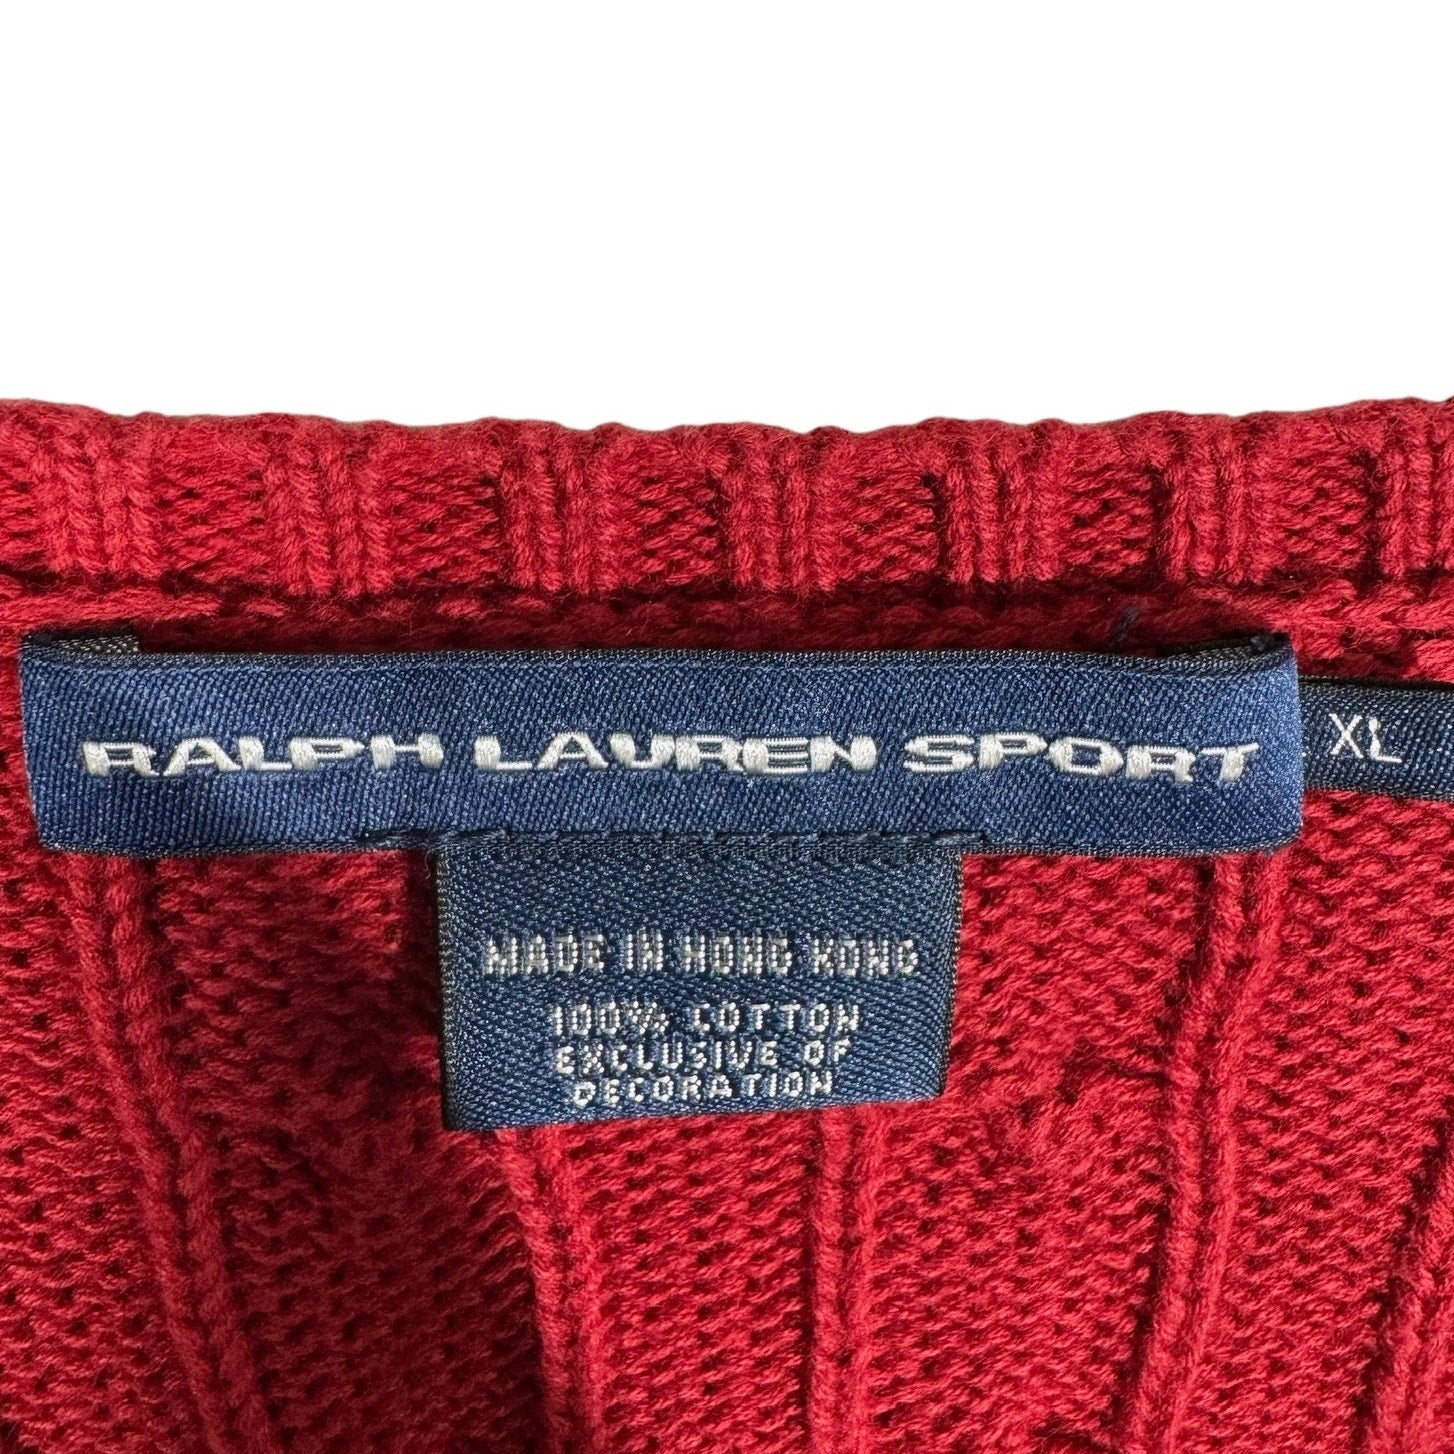 RALPH LAUREN SPORT
XL
MADE IN HONG KONG
100% COTTON
EXCLUSIVE OF
DECORATION